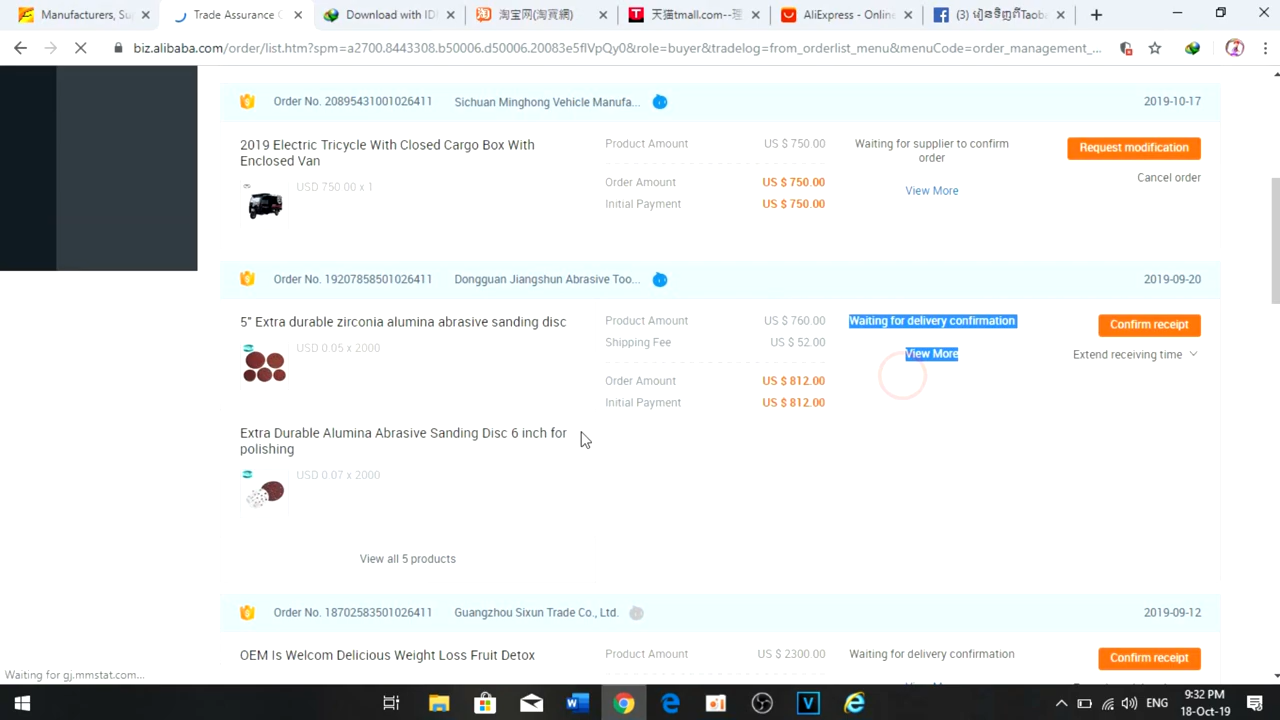 Manufacturers, Sup
Trade Assurance O
Download with IDM
淘宝网(淘寶網)
天猫tmall.com--理
AliExpress - Online
(3) រៀនទិញពីTaoba
biz.alibaba.com/order/list.htm?spm=a2700.8443308.b50006.d50006.20083e5fIVpQy0&role=buyer&tradelog=from_orderlist_menu&menuCode=order_management_...
Order No. 20895431001026411 Sichuan Minghong Vehicle Manufa... 2019-10-17
2019 Electric Tricycle With Closed Cargo Box With Enclosed Van
USD 750.00 x 1
Product Amount US $ 750.00
Order Amount US $ 750.00
Initial Payment US $ 750.00
Waiting for supplier to confirm
order
View More
Request modification
Cancel order
Order No. 19207858501026411 Dongguan Jiangshun Abrasive Too... 2019-09-20
5" Extra durable zirconia alumina abrasive sanding disc
USD 0.05 x 2000
Product Amount US $ 760.00
Shipping Fee US $ 52.00
Order Amount US $ 812.00
Initial Payment US $ 812.00
Waiting for delivery confirmation
View More
Confirm receipt
Extend receiving time
Extra Durable Alumina Abrasive Sanding Disc 6 inch for
polishing
USD 0.07 x 2000
View all 5 products
Order No. 18702583501026411 Guangzhou Sixun Trade Co., Ltd. 2019-09-12
OEM Is Welcom Delicious Weight Loss Fruit Detox
Product Amount US $ 2300.00
Waiting for delivery confirmation
Confirm receipt
Waiting for gj.mmstat.com...
ENG
9:32 PM
18-Oct-19